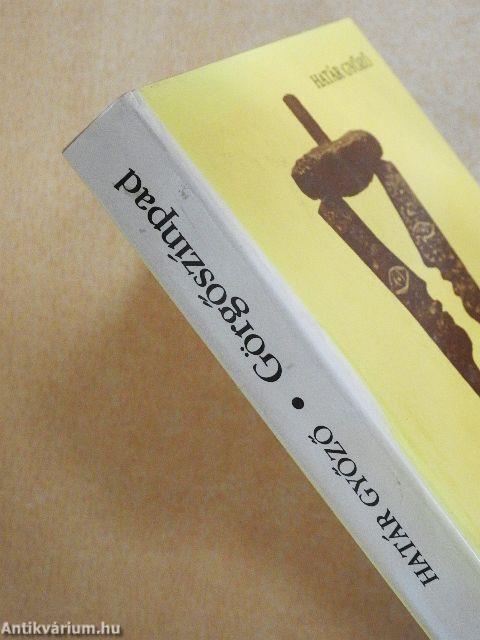 HATÁR GYŐZŐ
HATÁR GYŐZŐ • Görgőszínpad
Antikvárium.hu